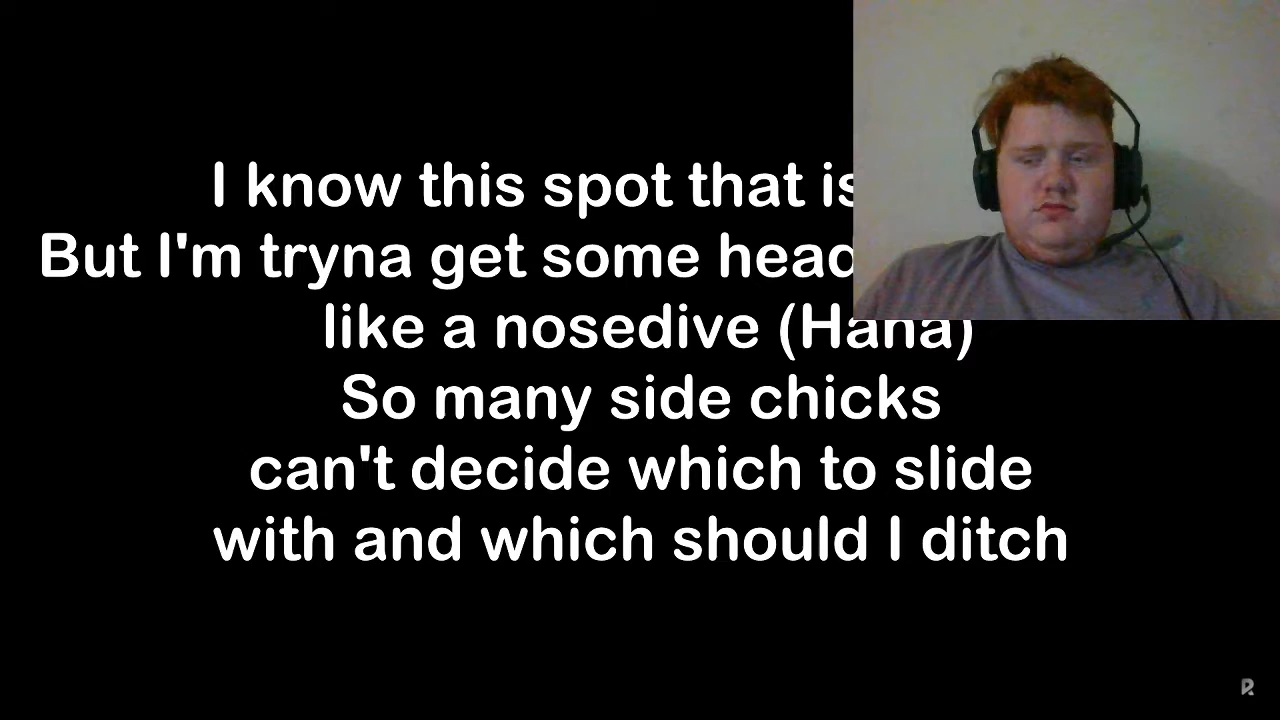 I know this spot that is
But I'm tryna get some head
like a nosedive (Haha)
So many side chicks
can't decide which to slide
with and which should I ditch